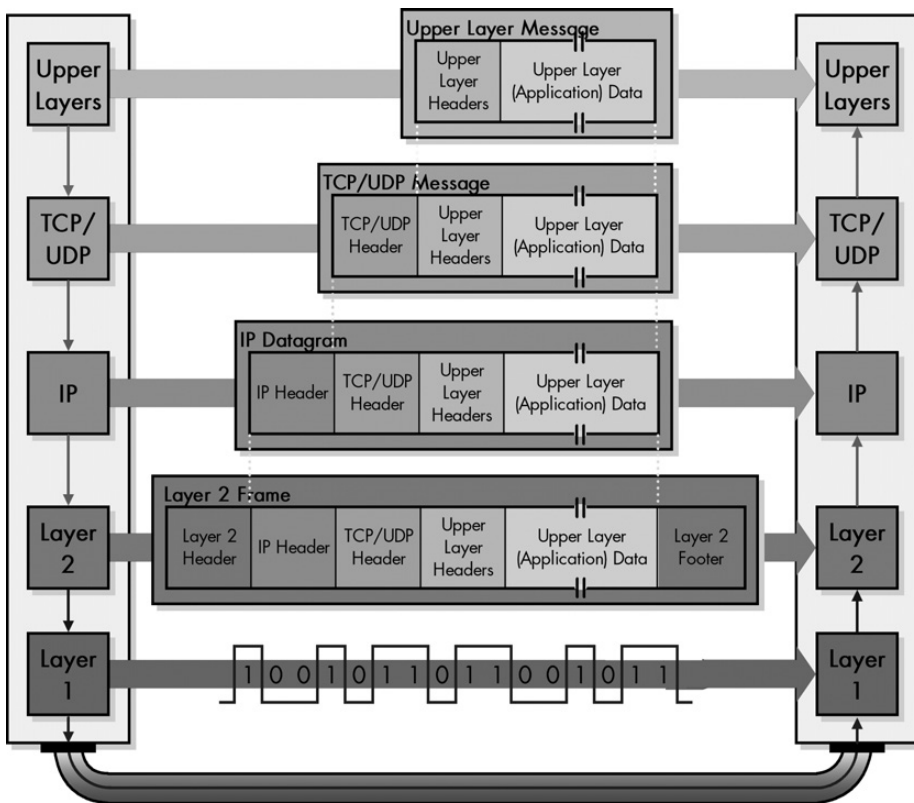 Upper Layer Message
Upper
Layers
Upper
Layer
Headers
Upper Layer
(Application) Data
Upper
Layers
TCP/UDP Message
TCP/
UDP
TCP/UDP
Header
Upper
Layer
Headers
Upper Layer
(Application) Data
TCP/
UDP
IP Datagram
IP
IP Header
TCP/UDP
Header
Upper
Layer
Headers
Upper Layer
(Application) Data
IP
Layer 2 Frame
Layer
2
Layer 2
Header
IP Header
TCP/UDP
Header
Upper
Layer
Headers
Upper Layer
(Application) Data
Layer 2
Footer
Layer
2
Layer
1
1 0 0 1 0 1 1 0 1 1 0 0 1 0 1 1
Layer
1